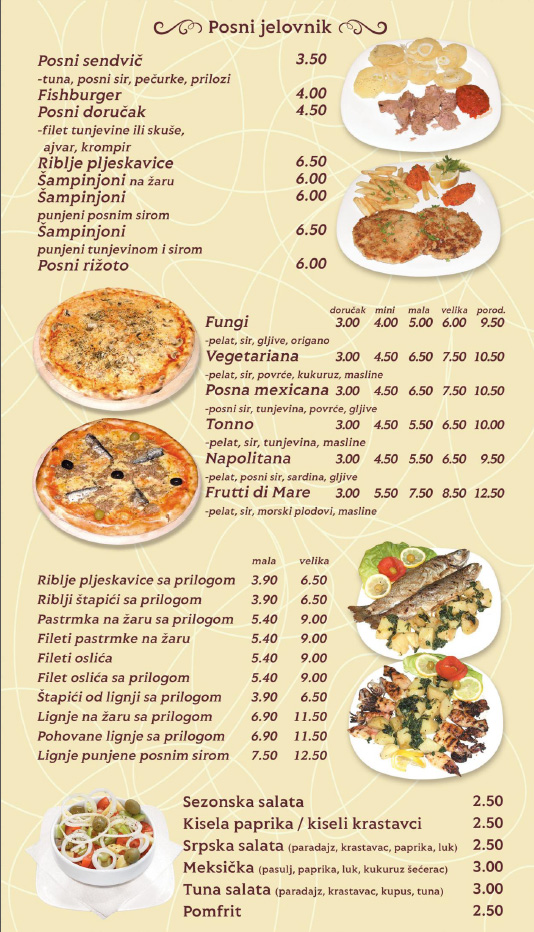 Posni jelovnik
Posni sendvič 3.50
-tuna, posni sir, pečurke, prilozi
Fishburger 4.00
Posni doručak 4.50
-filet tunjevine ili skuše,
ajvar, krompir
Riblje pljeskavice 6.50
Šampinjoni na žaru 6.00
Šampinjoni 6.00
punjeni posnim sirom
Šampinjoni 6.50
punjeni tunjevinom i sirom
Posni rižoto 6.00
doručak mini mala velika porod.
Fungi 3.00 4.00 5.00 6.00 9.50
-pelat, sir, gljive, origano
Vegetariana 3.00 4.50 6.50 7.50 10.50
-pelat, sir, povrće, kukuruz, masline
Posna mexicana 3.00 4.50 6.50 7.50 10.50
-posni sir, tunjevina, povrće, gljive
Tonno 3.00 4.50 5.50 6.50 10.00
-pelat, sir, tunjevina, masline
Napolitana 3.00 4.50 5.50 6.50 9.50
-pelat, posni sir, sardina, gljive
Frutti di Mare 3.00 5.50 7.50 8.50 12.50
-pelat, sir, morski plodovi, masline
mala velika
Riblje pljeskavice sa prilogom 3.90 6.50
Riblji štapići sa prilogom 3.90 6.50
Pastrmka na žaru sa prilogom 5.40 9.00
Fileti pastrmke na žaru 5.40 9.00
Fileti oslića 5.40 9.00
Filet oslića sa prilogom 5.40 9.00
Štapići od lignji sa prilogom 3.90 6.50
Lignje na žaru sa prilogom 6.90 11.50
Pohovane lignje sa prilogom 6.90 11.50
Lignje punjene posnim sirom 7.50 12.50
Sezonska salata 2.50
Kisela paprika / kiseli krastavci 2.50
Srpska salata (paradajz, krastavac, paprika, luk) 2.50
Meksička (pasulj, paprika, luk, kukuruz šećerac) 3.00
Tuna salata (paradajz, krastavac, kupus, tuna) 3.00
Pomfrit 2.50